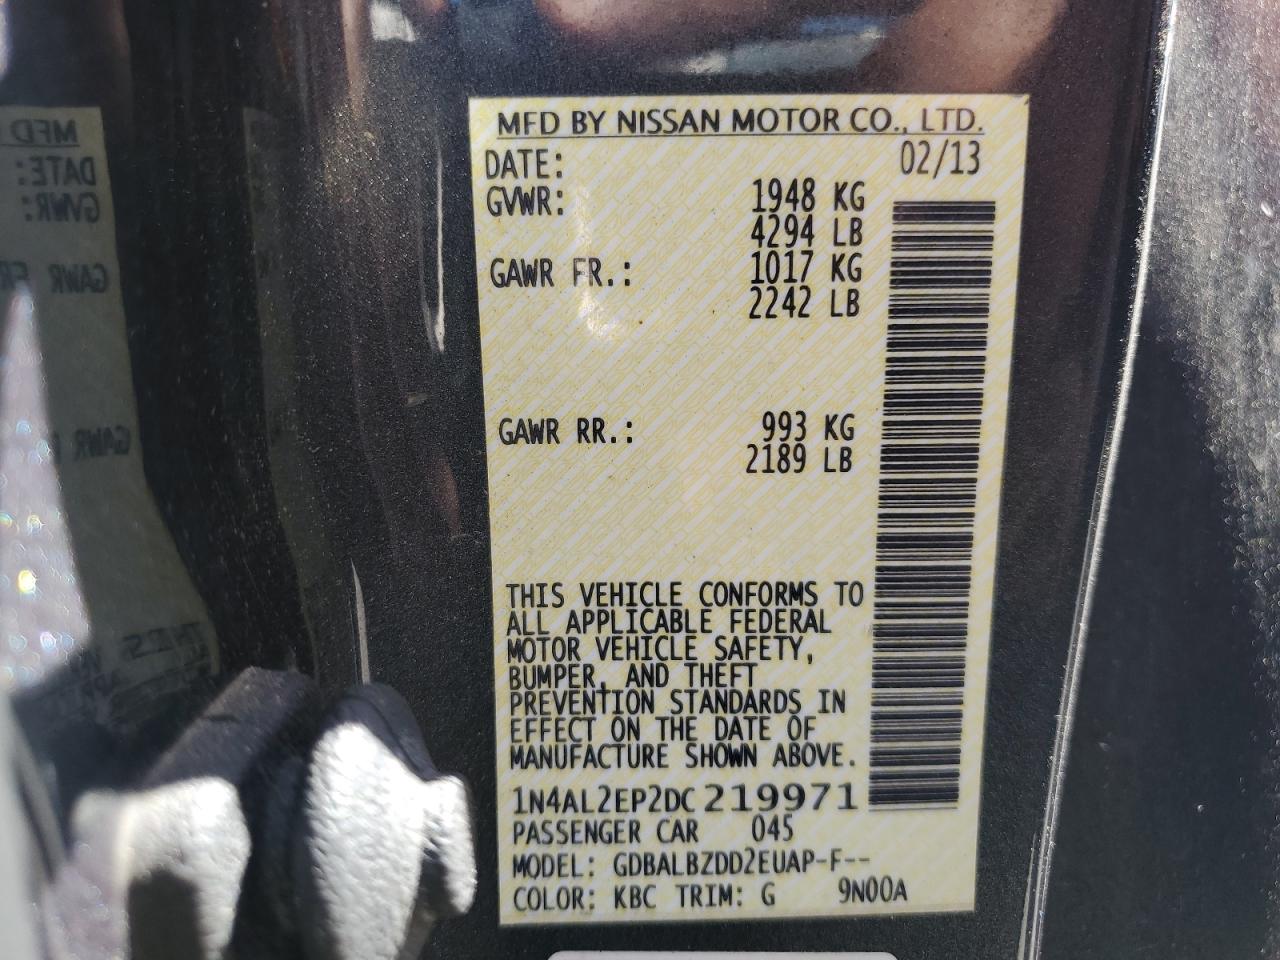 MFD BY NISSAN MOTOR CO., LTD.
DATE: 02/13
GVWR: 1948 KG
4294 LB
GAWR FR.: 1017 KG
2242 LB
GAWR RR.: 993 KG
2189 LB
THIS VEHICLE CONFORMS TO
ALL APPLICABLE FEDERAL
MOTOR VEHICLE SAFETY,
BUMPER, AND THEFT
PREVENTION STANDARDS IN
EFFECT ON THE DATE OF
MANUFACTURE SHOWN ABOVE.
1N4AL2EP2DC219971
PASSENGER CAR 045
MODEL: GDBALBZDD2EUAP-F--
COLOR: KBC TRIM: G 9N00A
MFD
DATE:
GVWR:
GAWR FR
GAWR